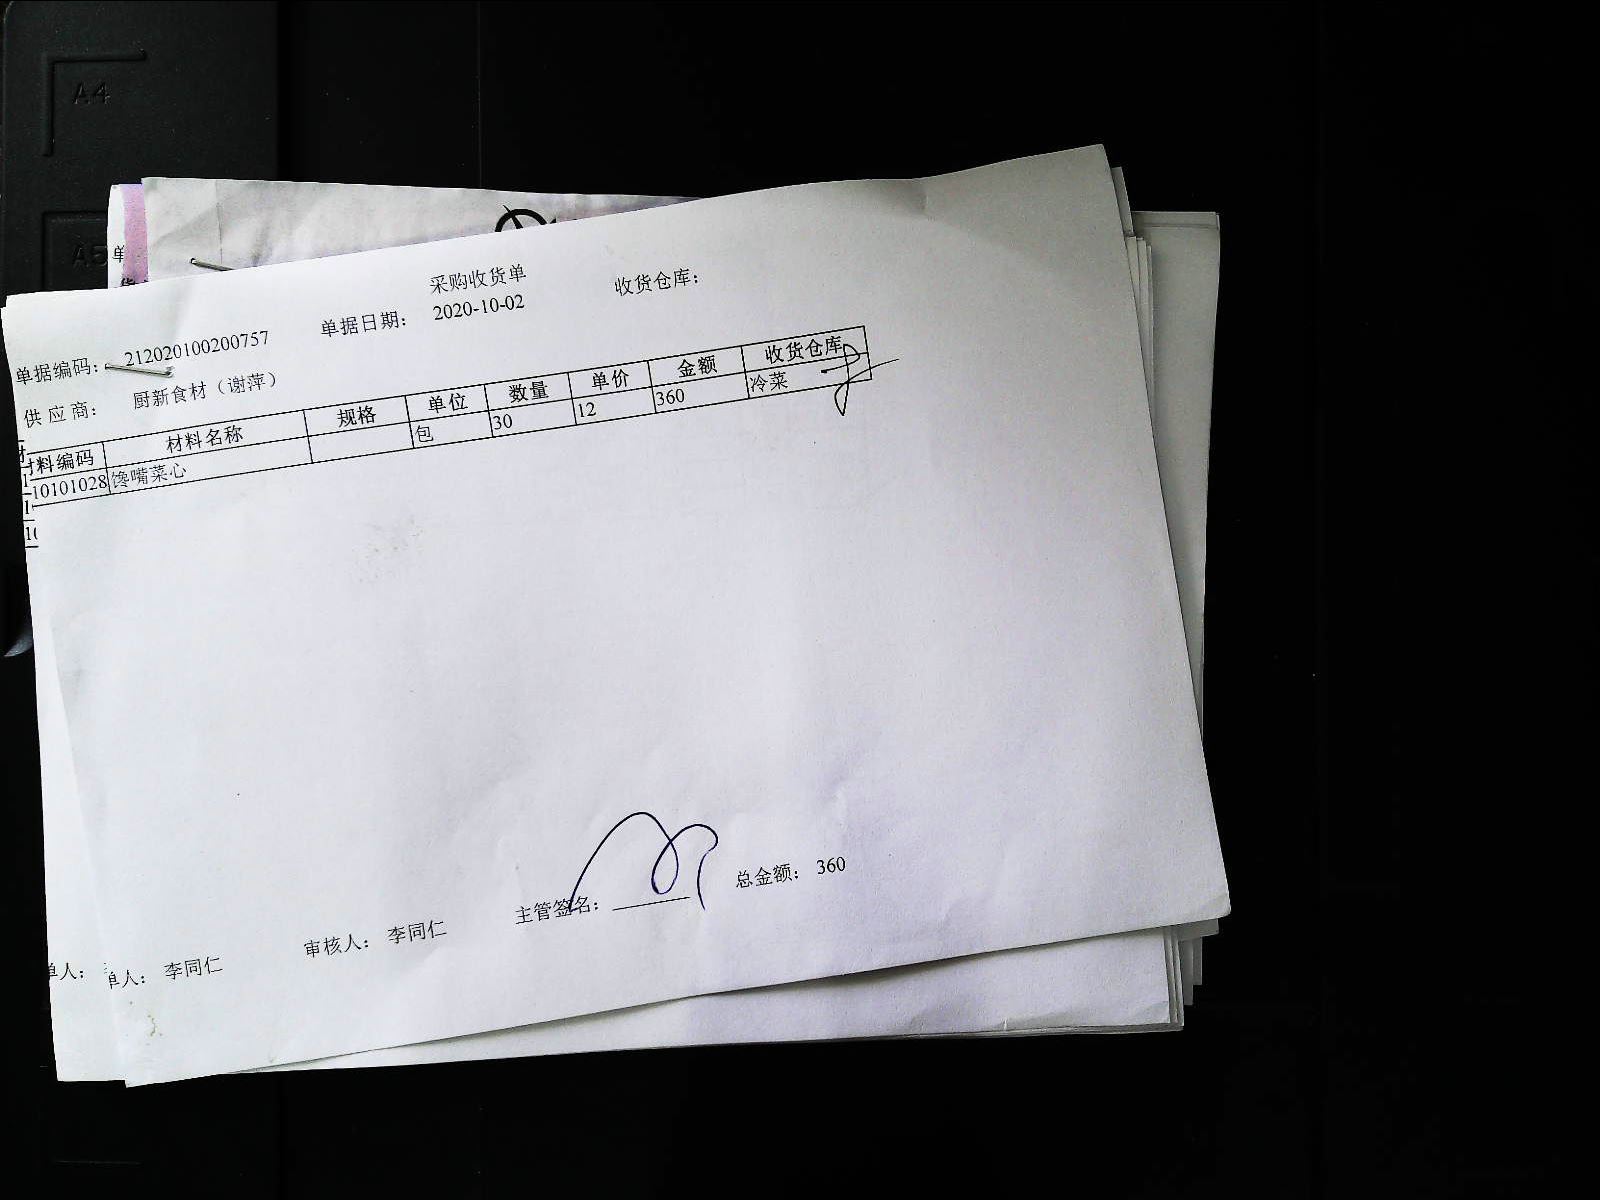 A4
A5
单
采购收货单
单据编码： 212020100200757 单据日期： 2020-10-02 收货仓库：
供应商： 厨新食材（谢萍）
材料编码 材料名称 规格 单位 数量 单价 金额 收货仓库
10101028 馋嘴菜心 包 30 12 360 冷菜
总金额： 360
单人： 李同仁 审核人： 李同仁 主管签名：
单人：